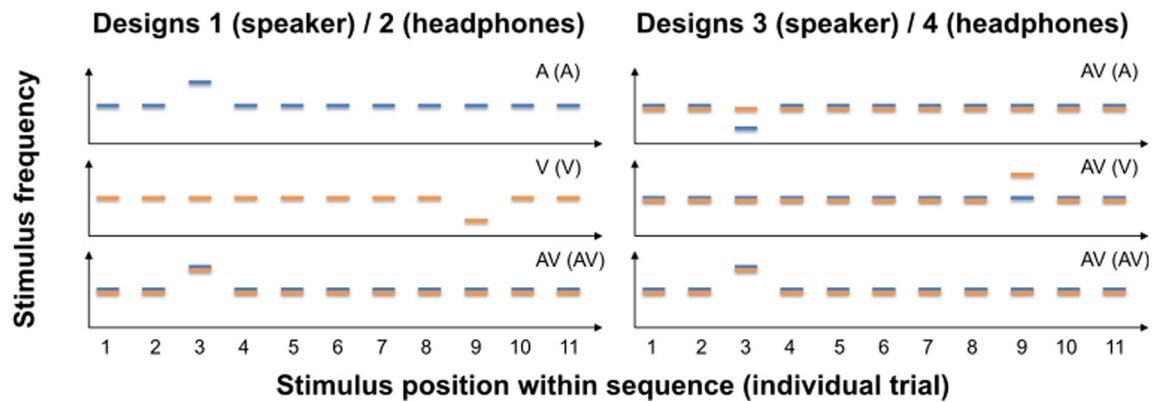 Designs 1 (speaker) / 2 (headphones)
Designs 3 (speaker) / 4 (headphones)
Stimulus frequency
A (A)
V (V)
AV (AV)
AV (A)
AV (V)
AV (AV)
1 2 3 4 5 6 7 8 9 10 11
1 2 3 4 5 6 7 8 9 10 11
Stimulus position within sequence (individual trial)